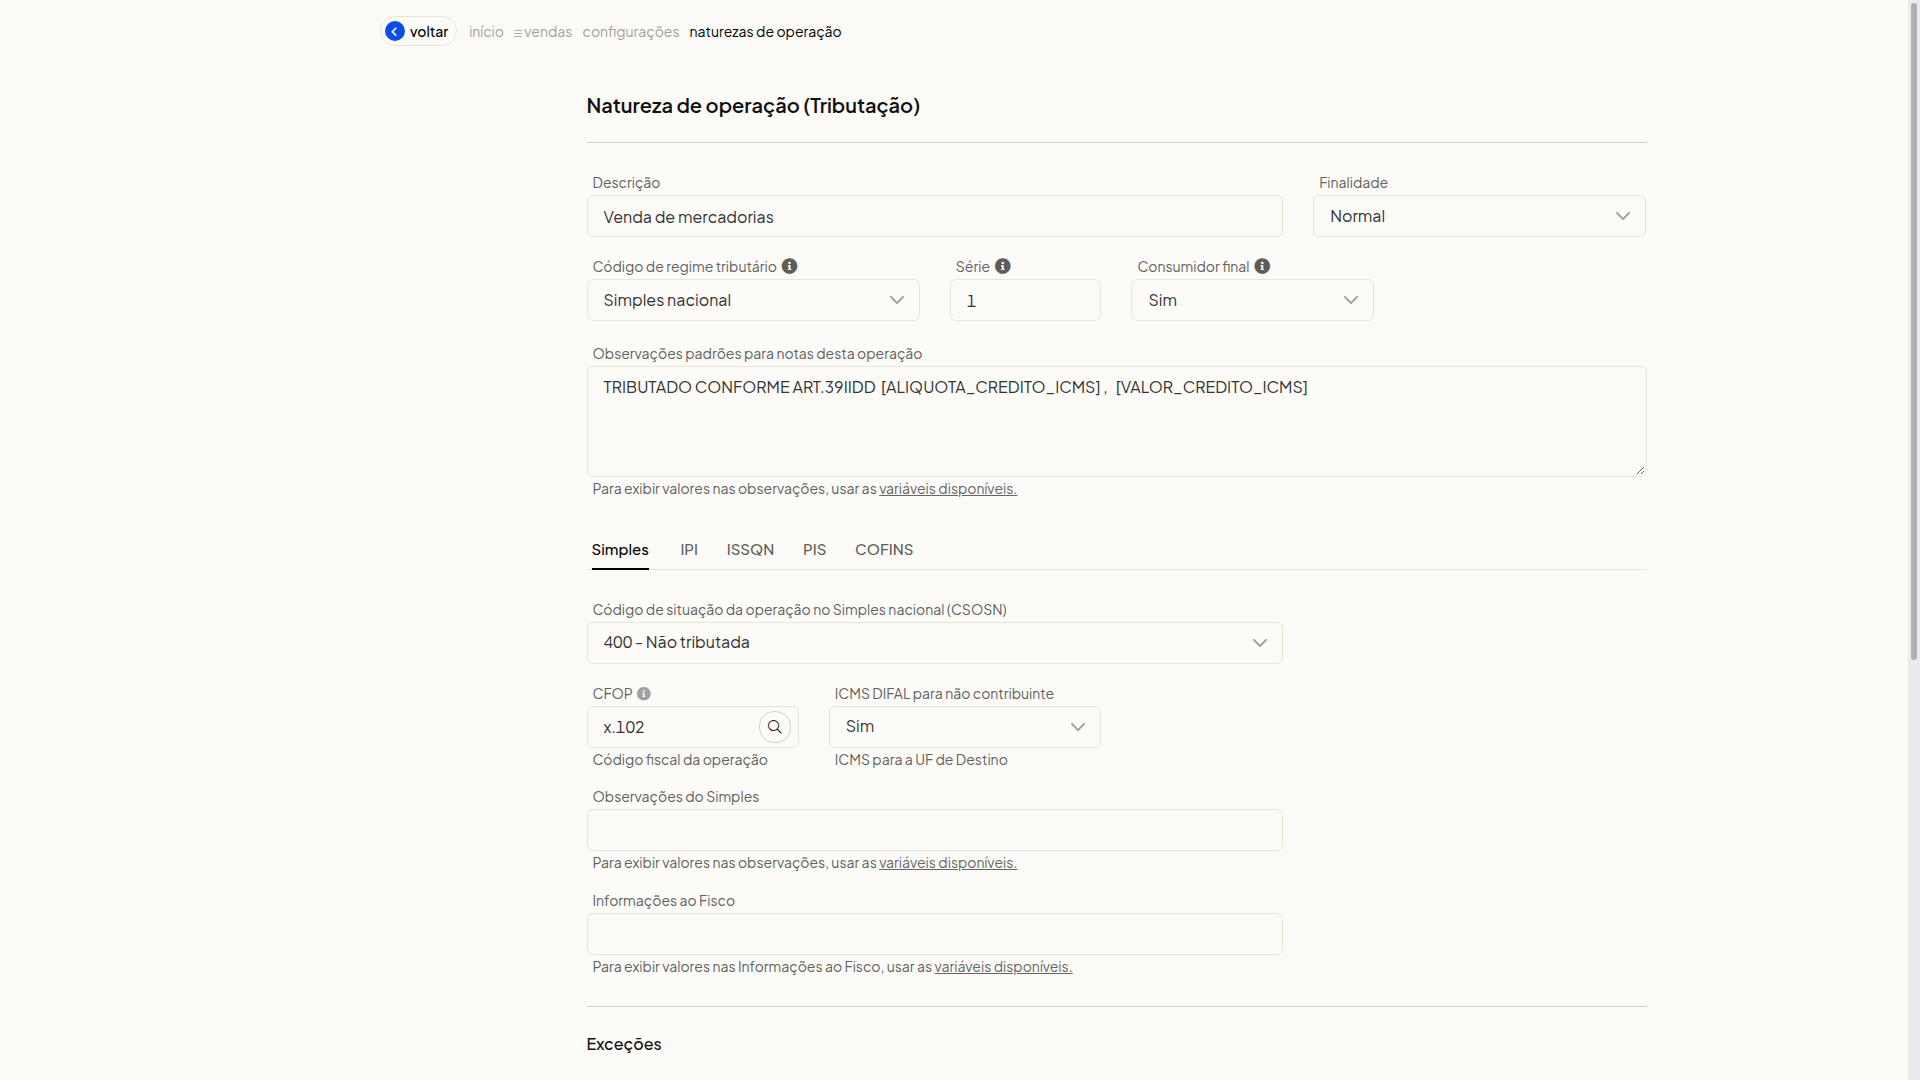 voltar início vendas configurações naturezas de operação
Natureza de operação (Tributação)
Descrição Finalidade
Venda de mercadorias Normal
Código de regime tributário Série Consumidor final
Simples nacional 1 Sim
Observações padrões para notas desta operação
TRIBUTADO CONFORME ART.39IIDD [ALIQUOTA_CREDITO_ICMS] , [VALOR_CREDITO_ICMS]
Para exibir valores nas observações, usar as variáveis disponíveis.
Simples IPI ISSQN PIS COFINS
Código de situação da operação no Simples nacional (CSOSN)
400 - Não tributada
CFOP ICMS DIFAL para não contribuinte
x.102 Sim
Código fiscal da operação ICMS para a UF de Destino
Observações do Simples
Para exibir valores nas observações, usar as variáveis disponíveis.
Informações ao Fisco
Para exibir valores nas Informações ao Fisco, usar as variáveis disponíveis.
Exceções